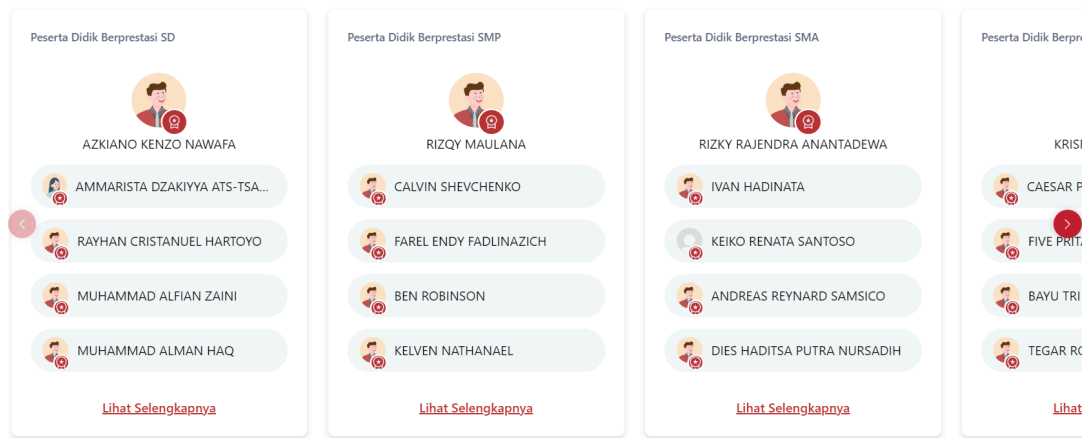 Peserta Didik Berprestasi SD
AZKIANO KENZO NAWAFA
AMMARISTA DZAKIYYA ATS-TSA...
RAYHAN CRISTANUEL HARTOYO
MUHAMMAD ALFIAN ZAINI
MUHAMMAD ALMAN HAQ
Lihat Selengkapnya
Peserta Didik Berprestasi SMP
RIZQY MAULANA
CALVIN SHEVCHENKO
FAREL ENDY FADLINAZICH
BEN ROBINSON
KELVEN NATHANAEL
Lihat Selengkapnya
Peserta Didik Berprestasi SMA
RIZKY RAJENDRA ANANTADEWA
IVAN HADINATA
KEIKO RENATA SANTOSO
ANDREAS REYNARD SAMSICO
DIES HADITSA PUTRA NURSADIH
Lihat Selengkapnya
Peserta Didik
CAESAR
FIVE
BAYU TRI
TEGAR
Lihat